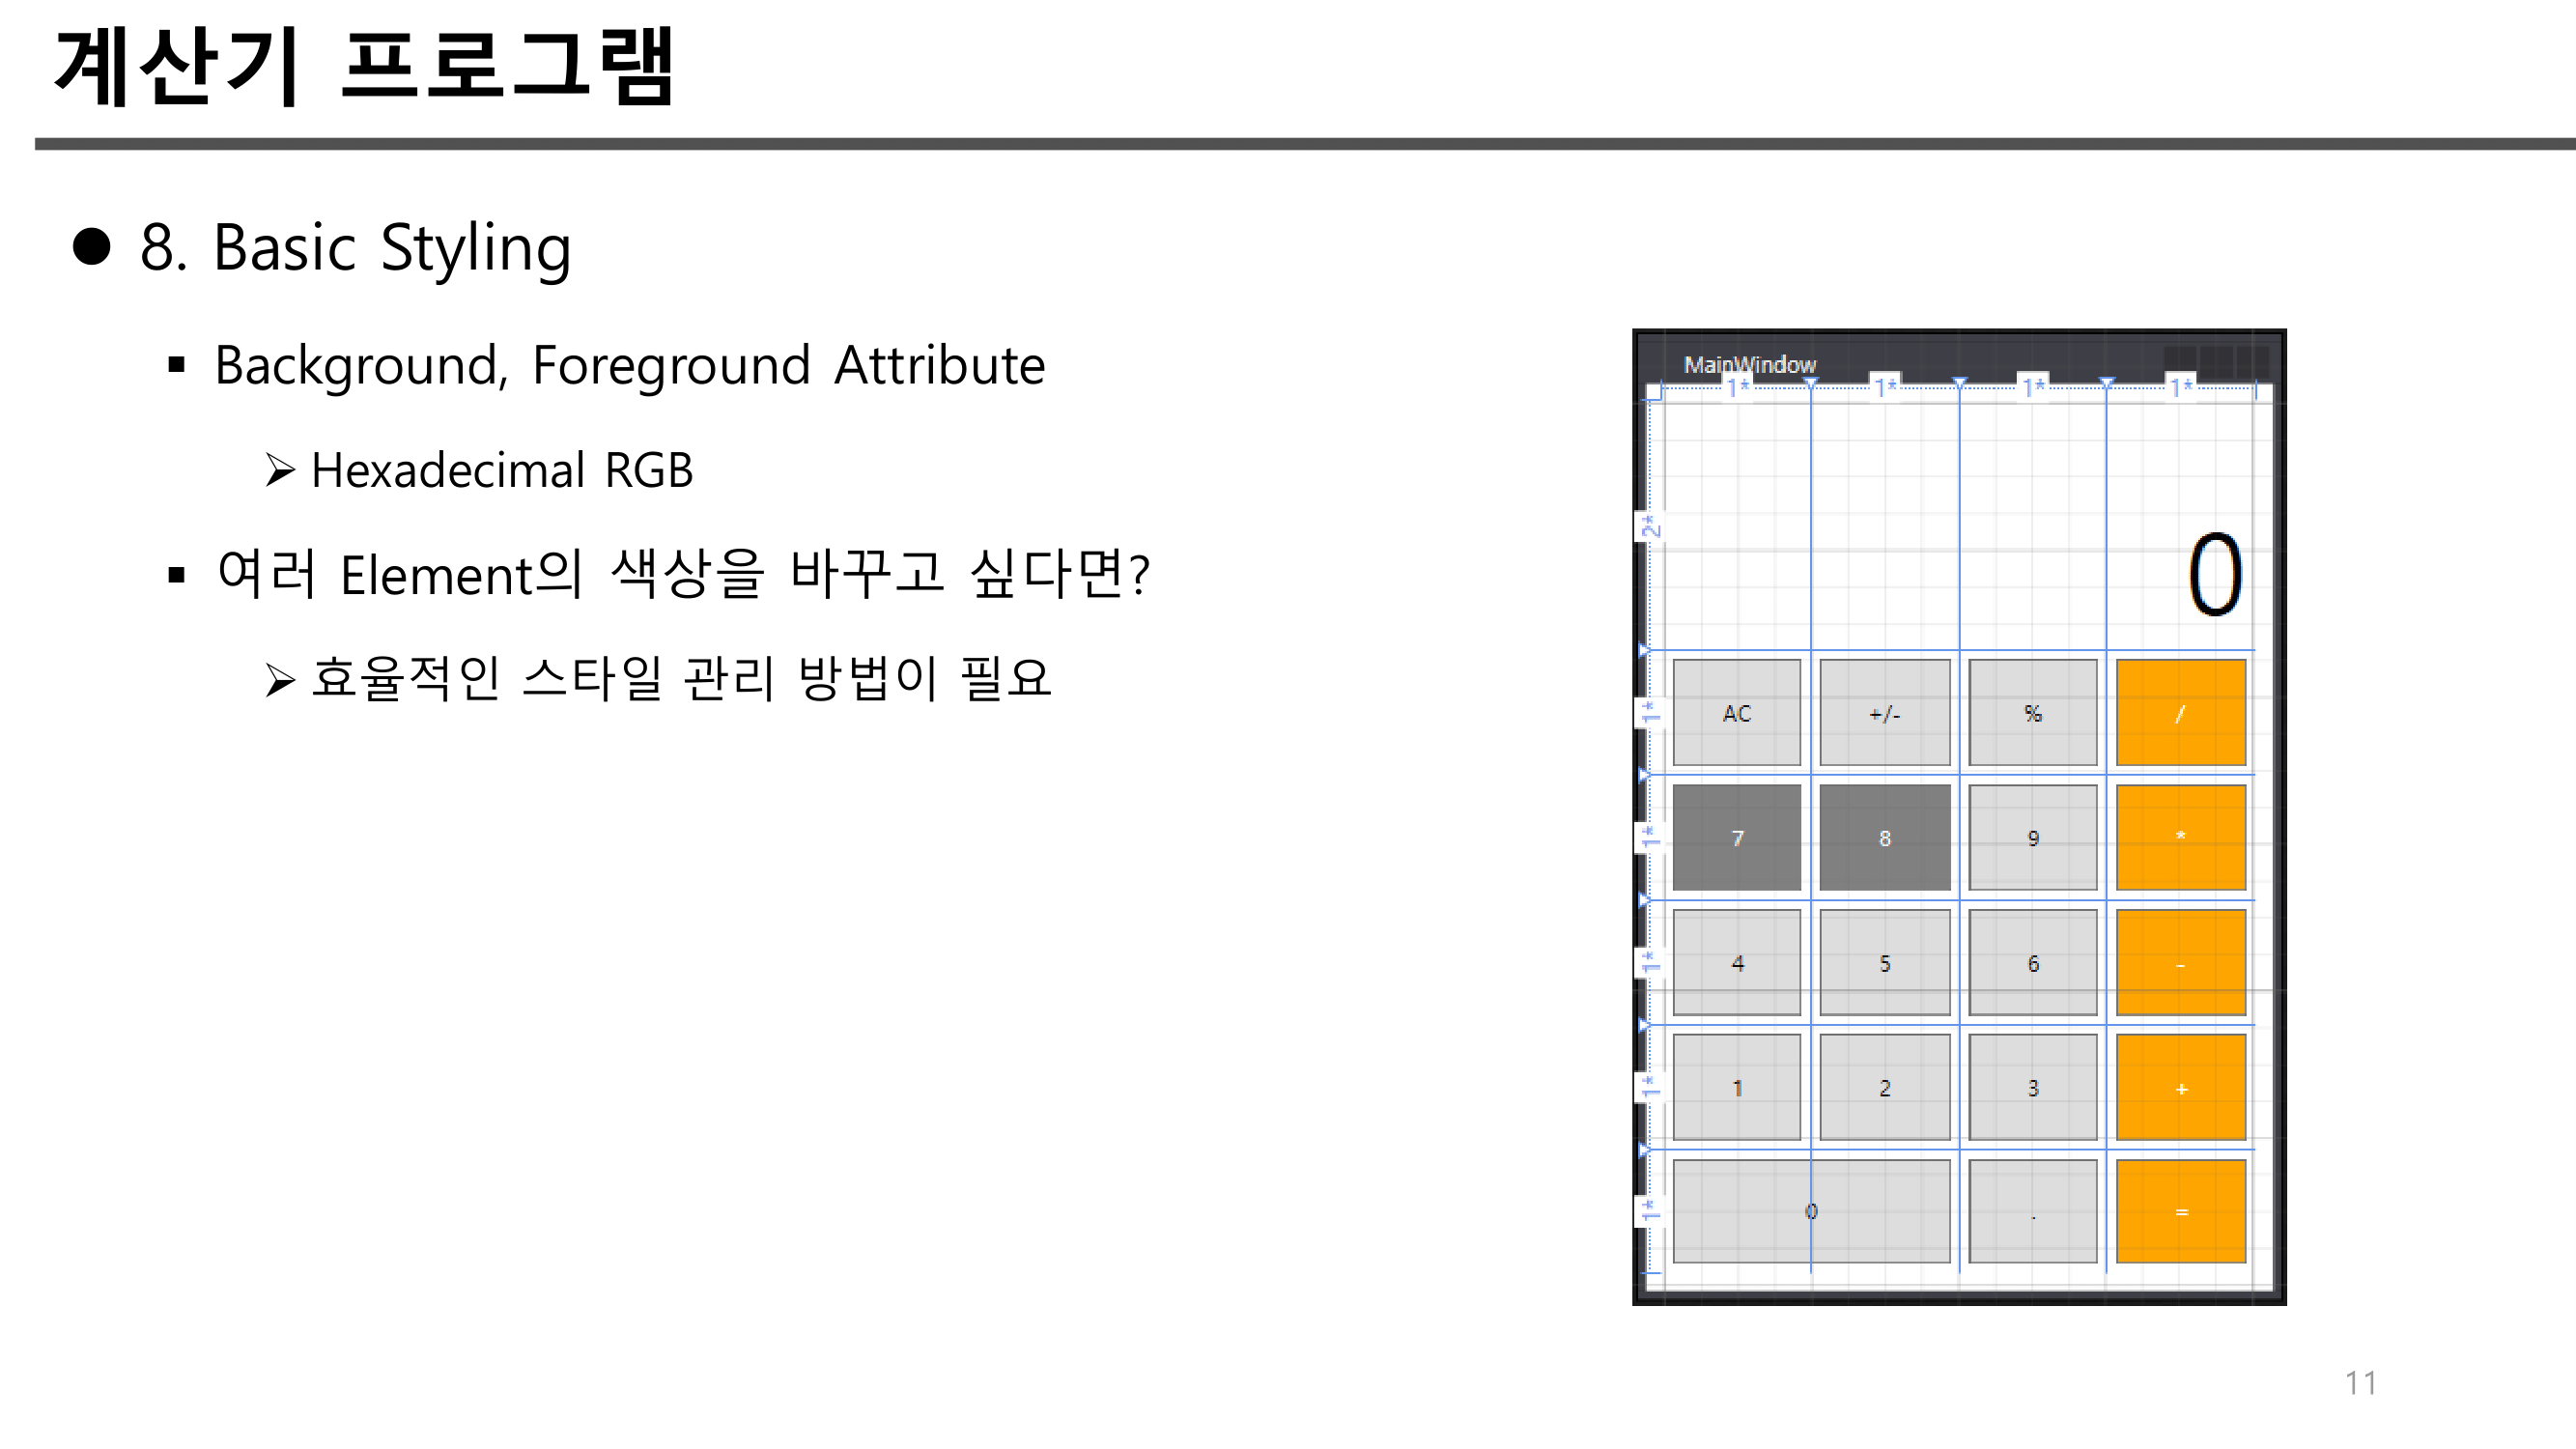 계산기 프로그램
● 8. Basic Styling
▪ Background, Foreground Attribute
➢ Hexadecimal RGB
▪ 여러 Element의 색상을 바꾸고 싶다면?
➢ 효율적인 스타일 관리 방법이 필요
MainWindow
1* 1* 1* 1*
2*
0
1* AC +/- % /
1* 7 8 9 *
1* 4 5 6 -
1* 1 2 3 +
1* 0 . =
11